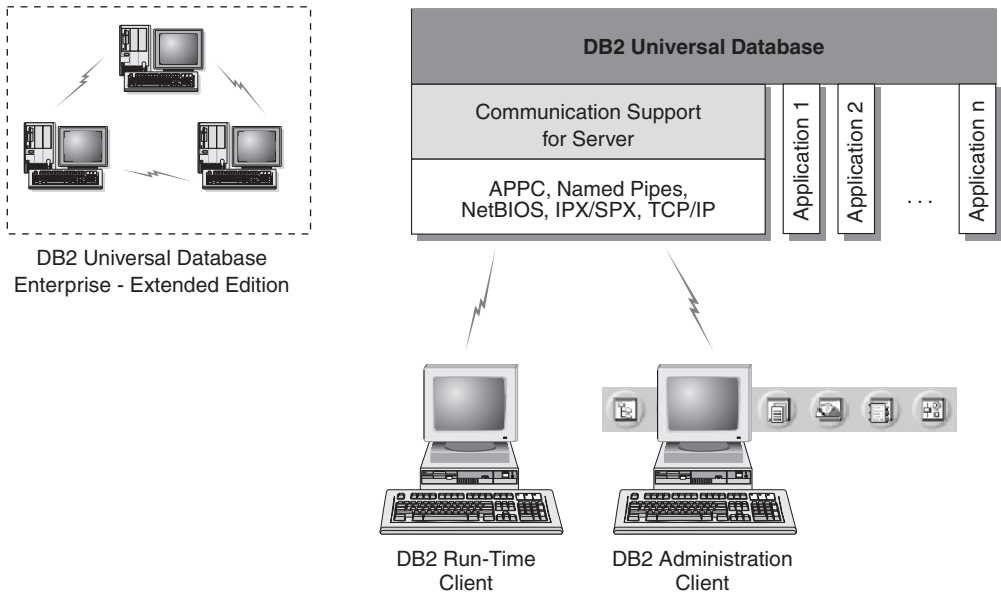 DB2 Universal Database
Communication Support
for Server
APPC, Named Pipes,
NetBIOS, IPX/SPX, TCP/IP
Application 1
Application 2
. . .
Application n
DB2 Universal Database
Enterprise - Extended Edition
DB2 Run-Time
Client
DB2 Administration
Client